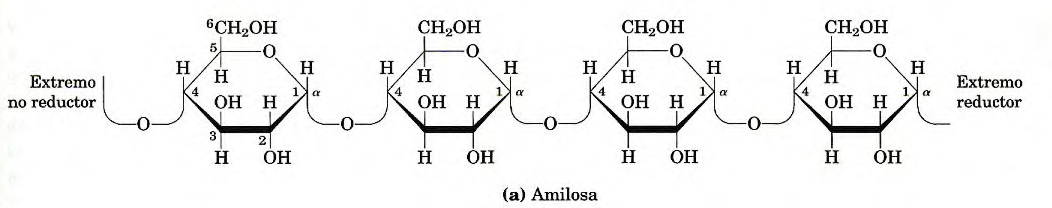 ⁶CH₂OH CH₂OH CH₂OH CH₂OH
5 O O O O
H H H H H H H H
Extremo
no reductor
H H H H
4 1 α 4 1 α 4 1 α 4 1 α
Extremo
reductor
OH H OH H OH H OH H
O 3 2 O O O
H OH H OH H OH H OH
(a) Amilosa